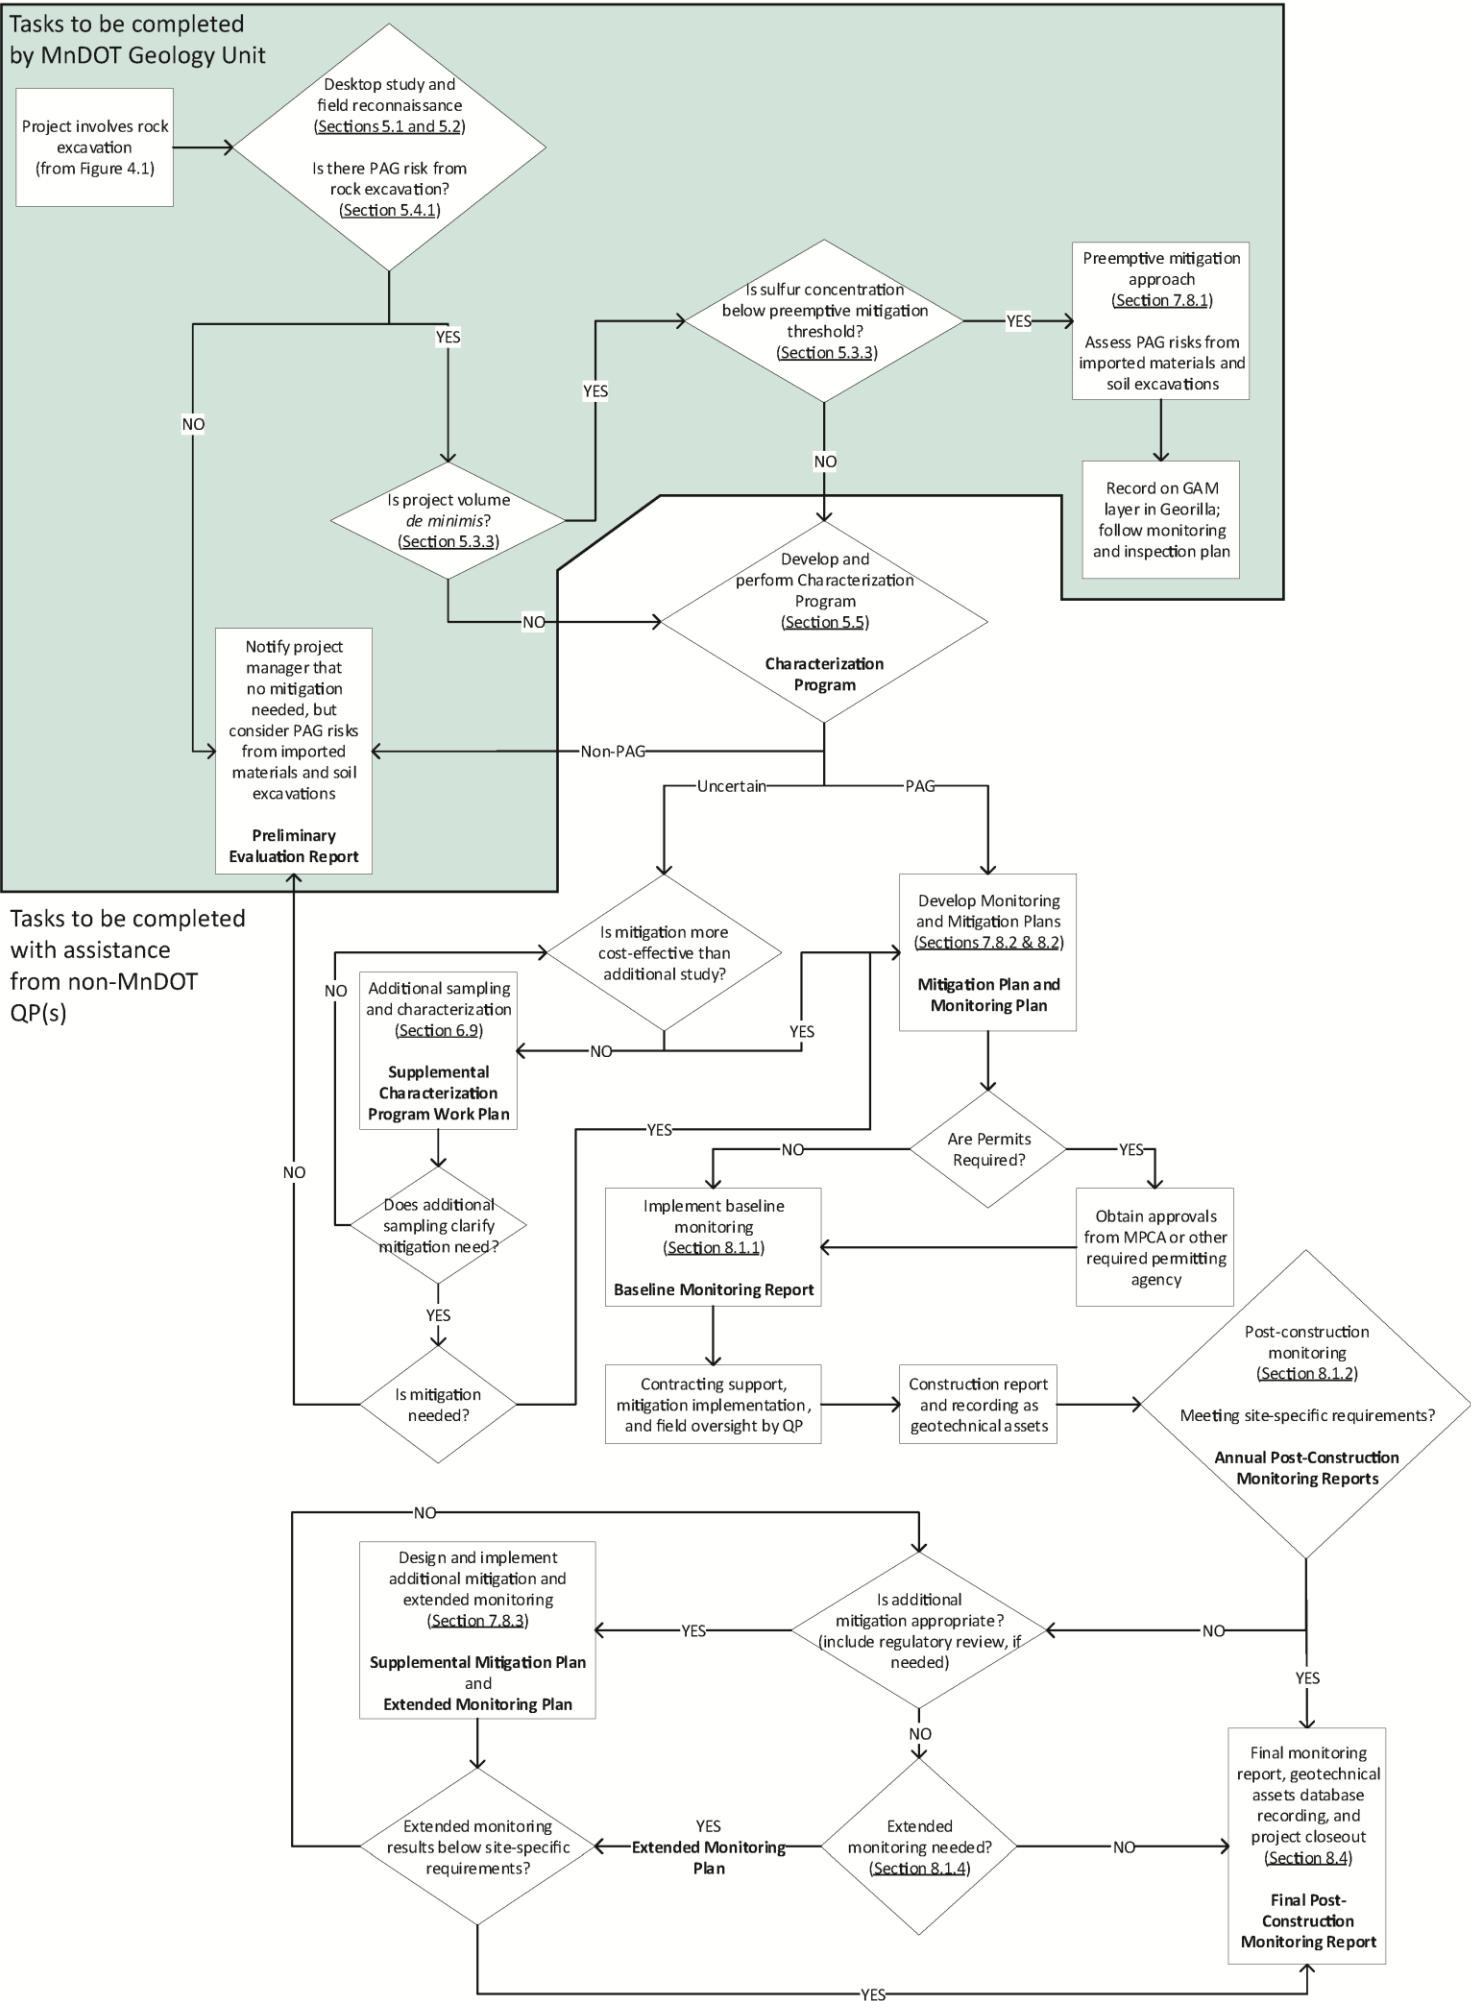 Tasks to be completed
by MnDOT Geology Unit
Project involves rock
excavation
(from Figure 4.1)
Desktop study and
field reconnaissance
(Sections 5.1 and 5.2)
Is there PAG risk from
rock excavation?
(Section 5.4.1)
NO
YES
Is project volume
de minimis?
(Section 5.3.3)
YES
NO
Is sulfur concentration
below preemptive mitigation
threshold?
(Section 5.3.3)
YES
NO
Preemptive mitigation
approach
(Section 7.8.1)
Assess PAG risks from
imported materials and
soil excavations
Record on GAM
layer in Georilla;
follow monitoring
and inspection plan
Develop and
perform Characterization
Program
(Section 5.5)
Characterization
Program
Notify project
manager that
no mitigation
needed, but
consider PAG risks
from imported
materials and soil
excavations
Preliminary
Evaluation Report
Non-PAG
Uncertain
PAG
Tasks to be completed
with assistance
from non-MnDOT
QP(s)
Is mitigation more
cost-effective than
additional study?
NO
YES
Develop Monitoring
and Mitigation Plans
(Sections 7.8.2 & 8.2)
Mitigation Plan and
Monitoring Plan
NO
Additional sampling
and characterization
(Section 6.9)
Supplemental
Characterization
Program Work Plan
Does additional
sampling clarify
mitigation need?
YES
Is mitigation
needed?
NO
YES
Are Permits
Required?
NO
YES
Implement baseline
monitoring
(Section 8.1.1)
Baseline Monitoring Report
Obtain approvals
from MPCA or other
required permitting
agency
Contracting support,
mitigation implementation,
and field oversight by QP
Construction report
and recording as
geotechnical assets
Post-construction
monitoring
(Section 8.1.2)
Meeting site-specific requirements?
Annual Post-Construction
Monitoring Reports
NO
YES
NO
Design and implement
additional mitigation and
extended monitoring
(Section 7.8.3)
Supplemental Mitigation Plan
and
Extended Monitoring Plan
YES
Is additional
mitigation appropriate?
(include regulatory review, if
needed)
NO
Extended monitoring
results below site-specific
requirements?
YES
Extended Monitoring
Plan
Extended
monitoring needed?
(Section 8.1.4)
NO
Final monitoring
report, geotechnical
assets database
recording, and
project closeout
(Section 8.4)
Final Post-
Construction
Monitoring Report
YES